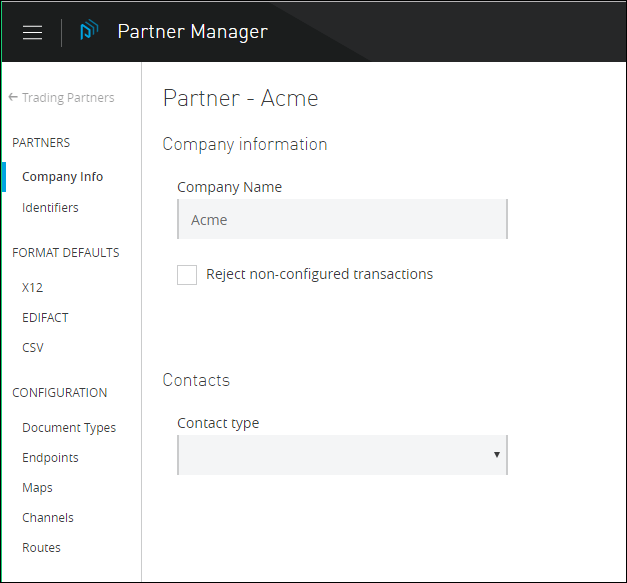 Partner Manager
← Trading Partners
PARTNERS
Company Info
Identifiers
FORMAT DEFAULTS
X12
EDIFACT
CSV
CONFIGURATION
Document Types
Endpoints
Maps
Channels
Routes
Partner - Acme
Company information
Company Name
Acme
Reject non-configured transactions
Contacts
Contact type